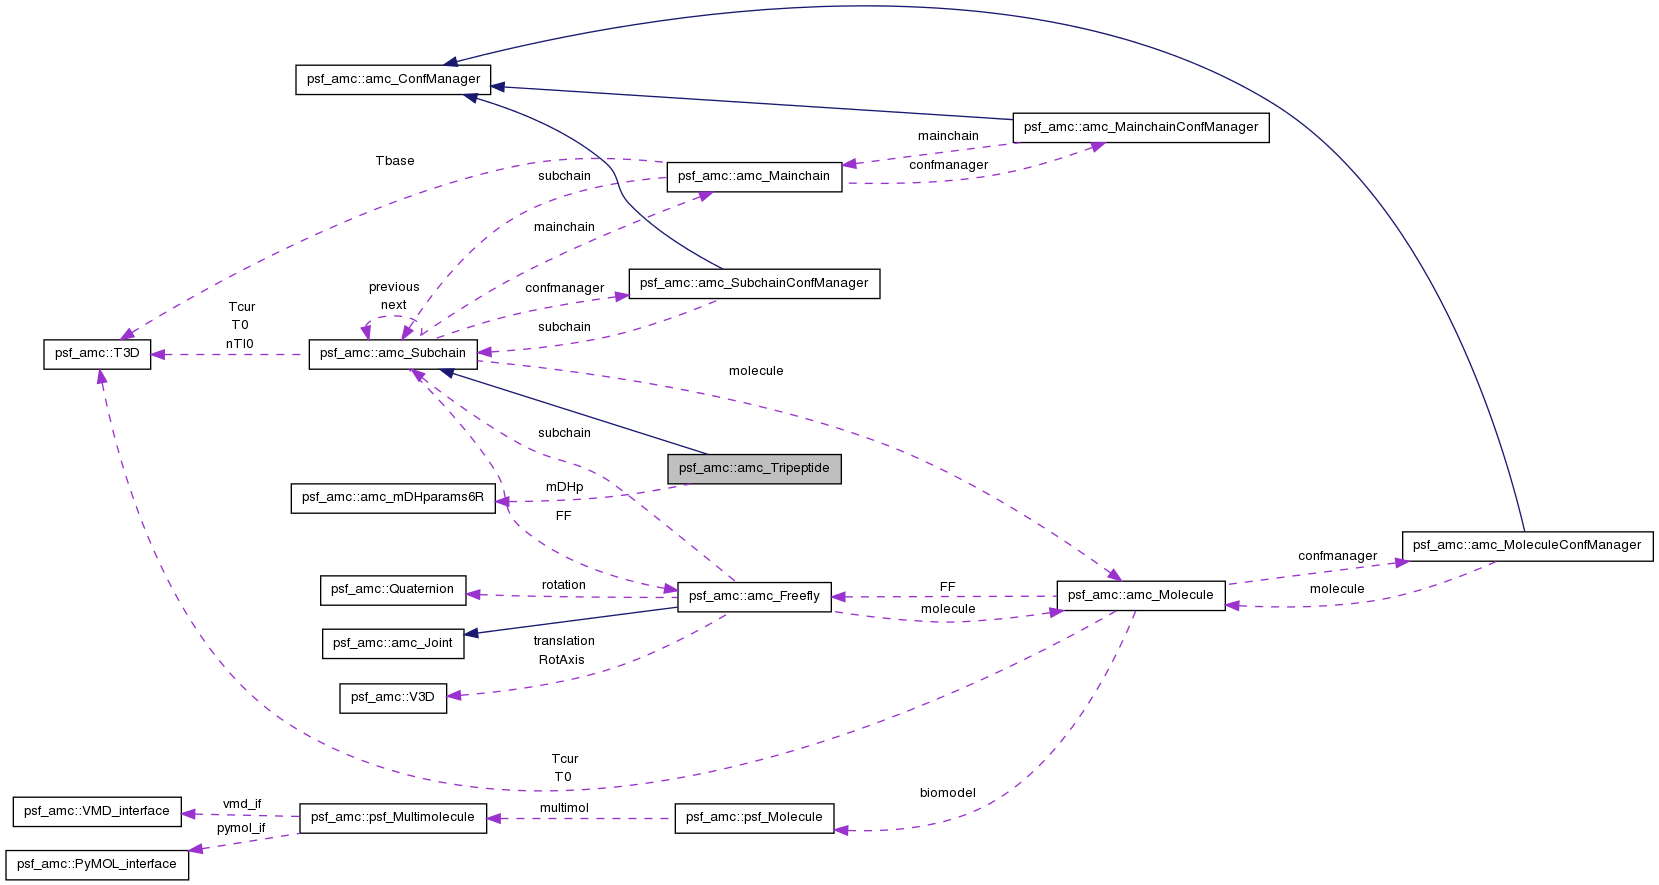 psf_amc::amc_ConfManager
psf_amc::amc_MainchainConfManager
mainchain
Tbase
confmanager
subchain
psf_amc::amc_Mainchain
mainchain
psf_amc::amc_SubchainConfManager
previous
next
confmanager
Tcur
T0
nTl0
subchain
psf_amc::T3D
psf_amc::amc_Subchain
molecule
subchain
psf_amc::amc_Tripeptide
mDHp
psf_amc::amc_mDHparams6R
FF
psf_amc::amc_MoleculeConfManager
confmanager
rotation
FF
psf_amc::Quaternion
psf_amc::amc_Freefly
psf_amc::amc_Molecule
molecule
molecule
psf_amc::amc_Joint
translation
RotAxis
psf_amc::V3D
Tcur
T0
biomodel
vmd_if
multimol
psf_amc::VMD_interface
psf_amc::psf_Multimolecule
psf_amc::psf_Molecule
pymol_if
psf_amc::PyMOL_interface